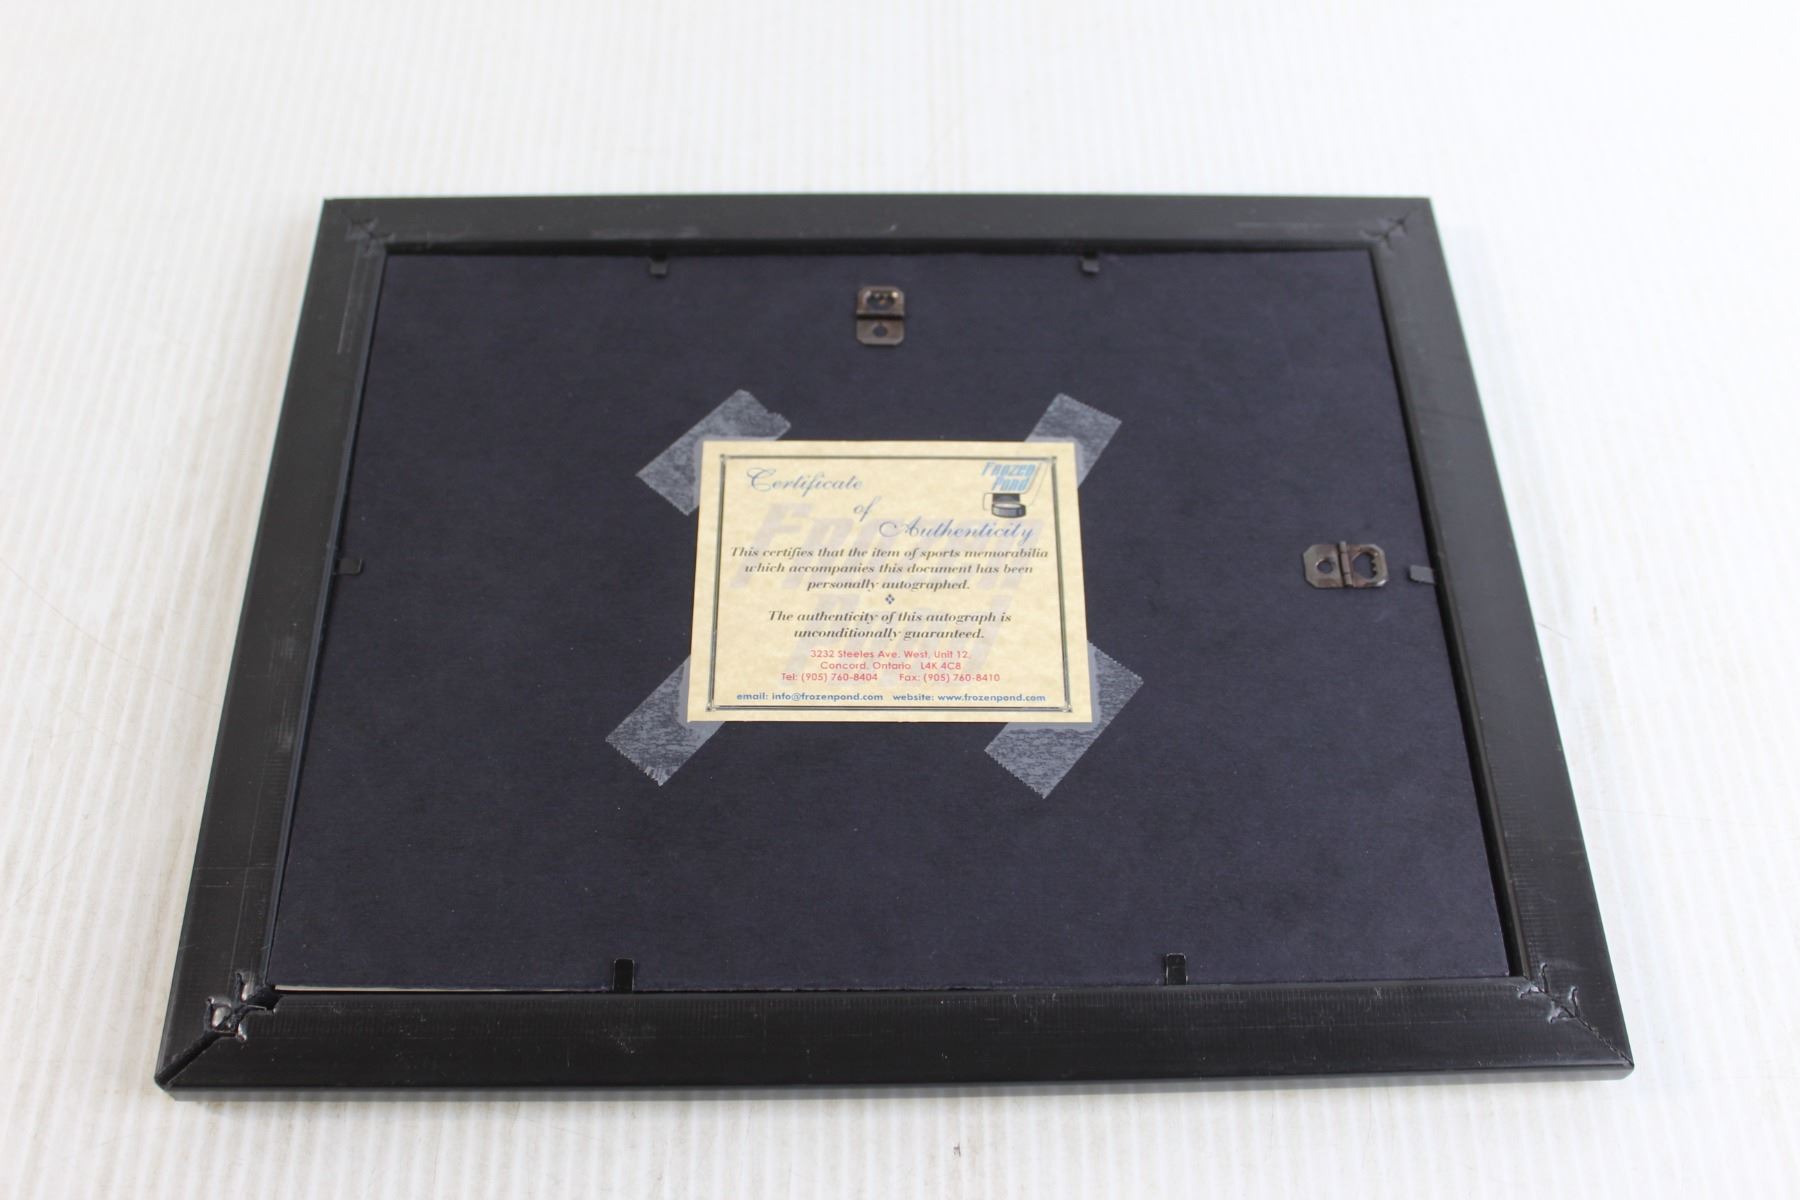 Certificate
of
Authenticity
Frozen
Pond
This certifies that the item of sports memorabilia
which accompanies this document has been
personally autographed.
The authenticity of this autograph is
unconditionally guaranteed.
3232 Steeles Ave. West, Unit 12,
Concord, Ontario L4K 4C8
Tel: (905) 760-8404 Fax: (905) 760-8410
email: info@frozenpond.com website: www.frozenpond.com
Frozen
Pond